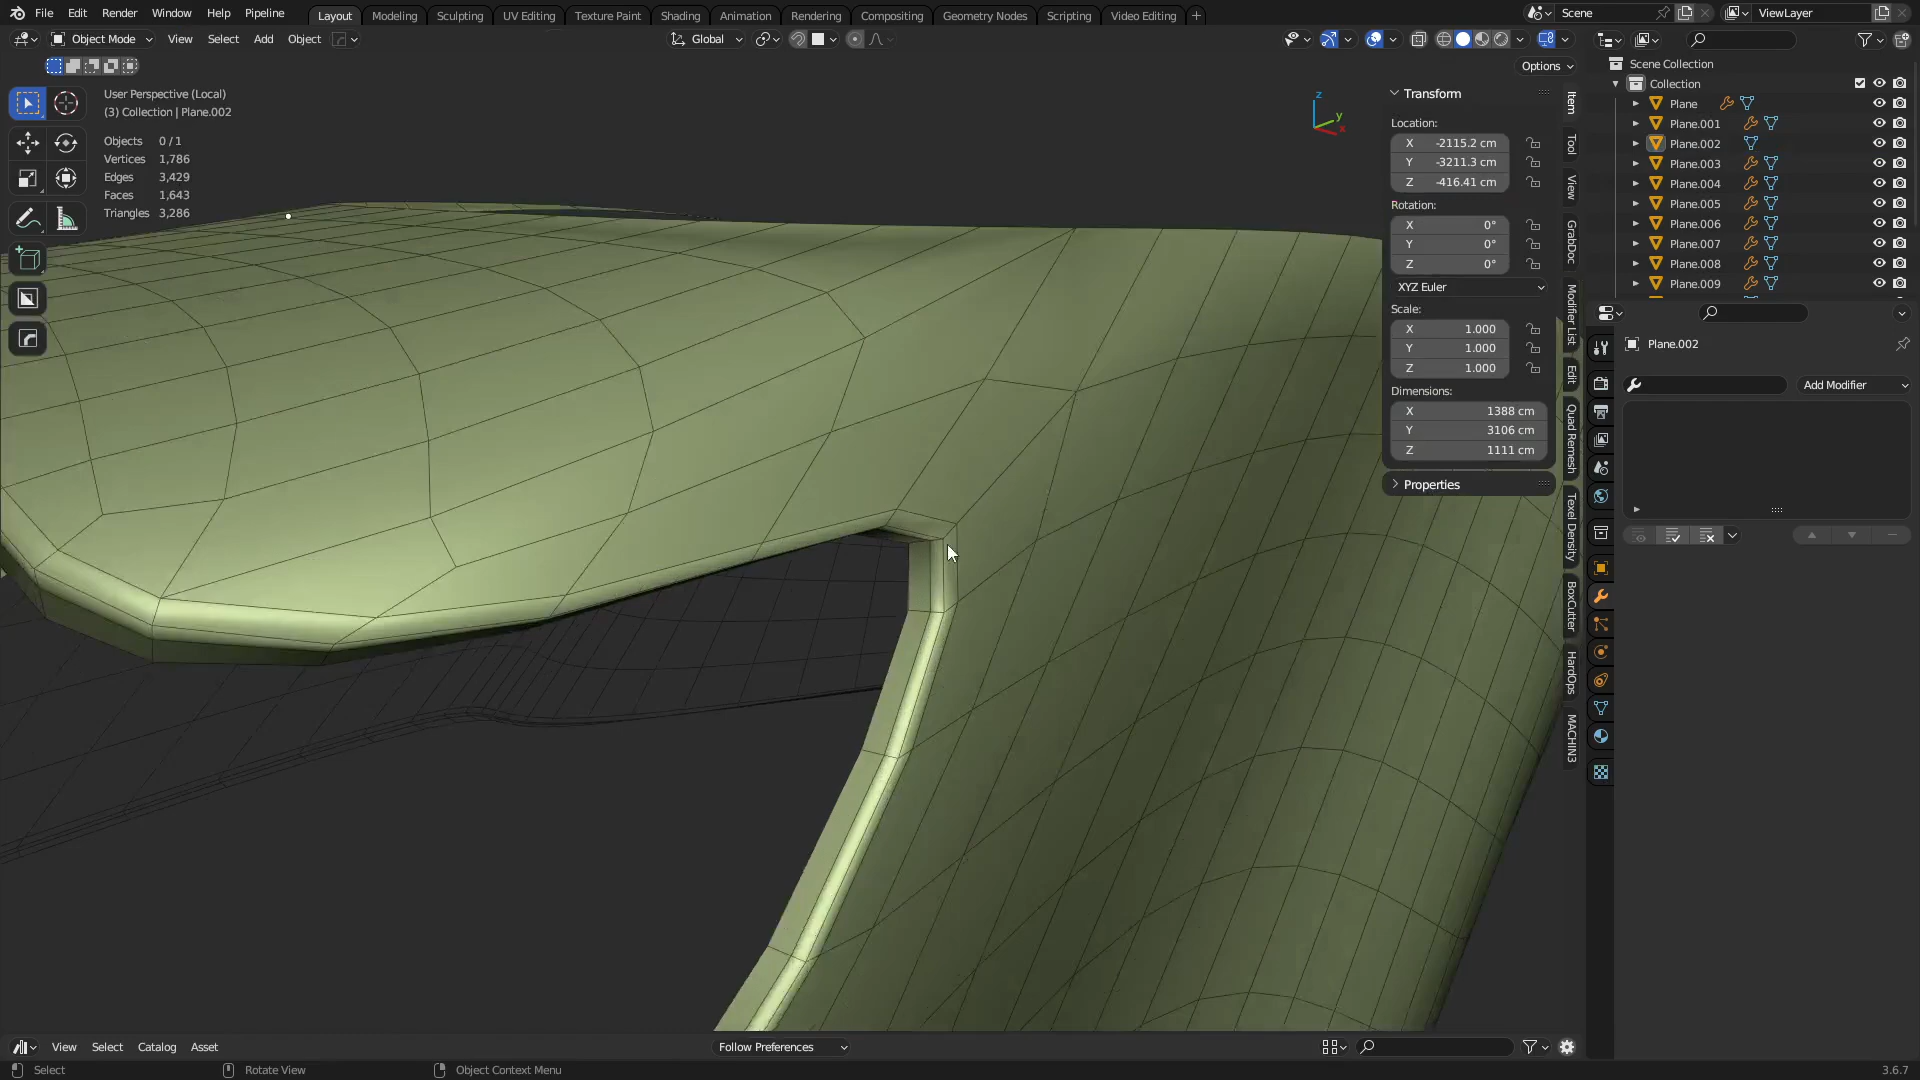 File Edit Render Window Help Pipeline Layout Modeling Sculpting UV Editing Texture Paint Shading Animation Rendering Compositing Geometry Nodes Scripting Video Editing + Scene ViewLayer
Object Mode View Select Add Object Global
Options
User Perspective (Local)
(3) Collection | Plane.002
Objects 0 / 1
Vertices 1,786
Edges 3,429
Faces 1,643
Triangles 3,286
z
y
x
Transform
Location:
X -2115.2 cm
Y -3211.3 cm
Z -416.41 cm
Rotation:
X 0°
Y 0°
Z 0°
XYZ Euler
Scale:
X 1.000
Y 1.000
Z 1.000
Dimensions:
X 1388 cm
Y 3106 cm
Z 1111 cm
Properties
Item
Tool
View
GrabDoc
Modifier List
Edit
Quad Remesh
Texel Density
BoxCutter
HardOps
MACHIN3
Scene Collection
Collection
Plane
Plane.001
Plane.002
Plane.003
Plane.004
Plane.005
Plane.006
Plane.007
Plane.008
Plane.009
Plane.002
Add Modifier
View Select Catalog Asset Follow Preferences
Select Rotate View Object Context Menu 3.6.7